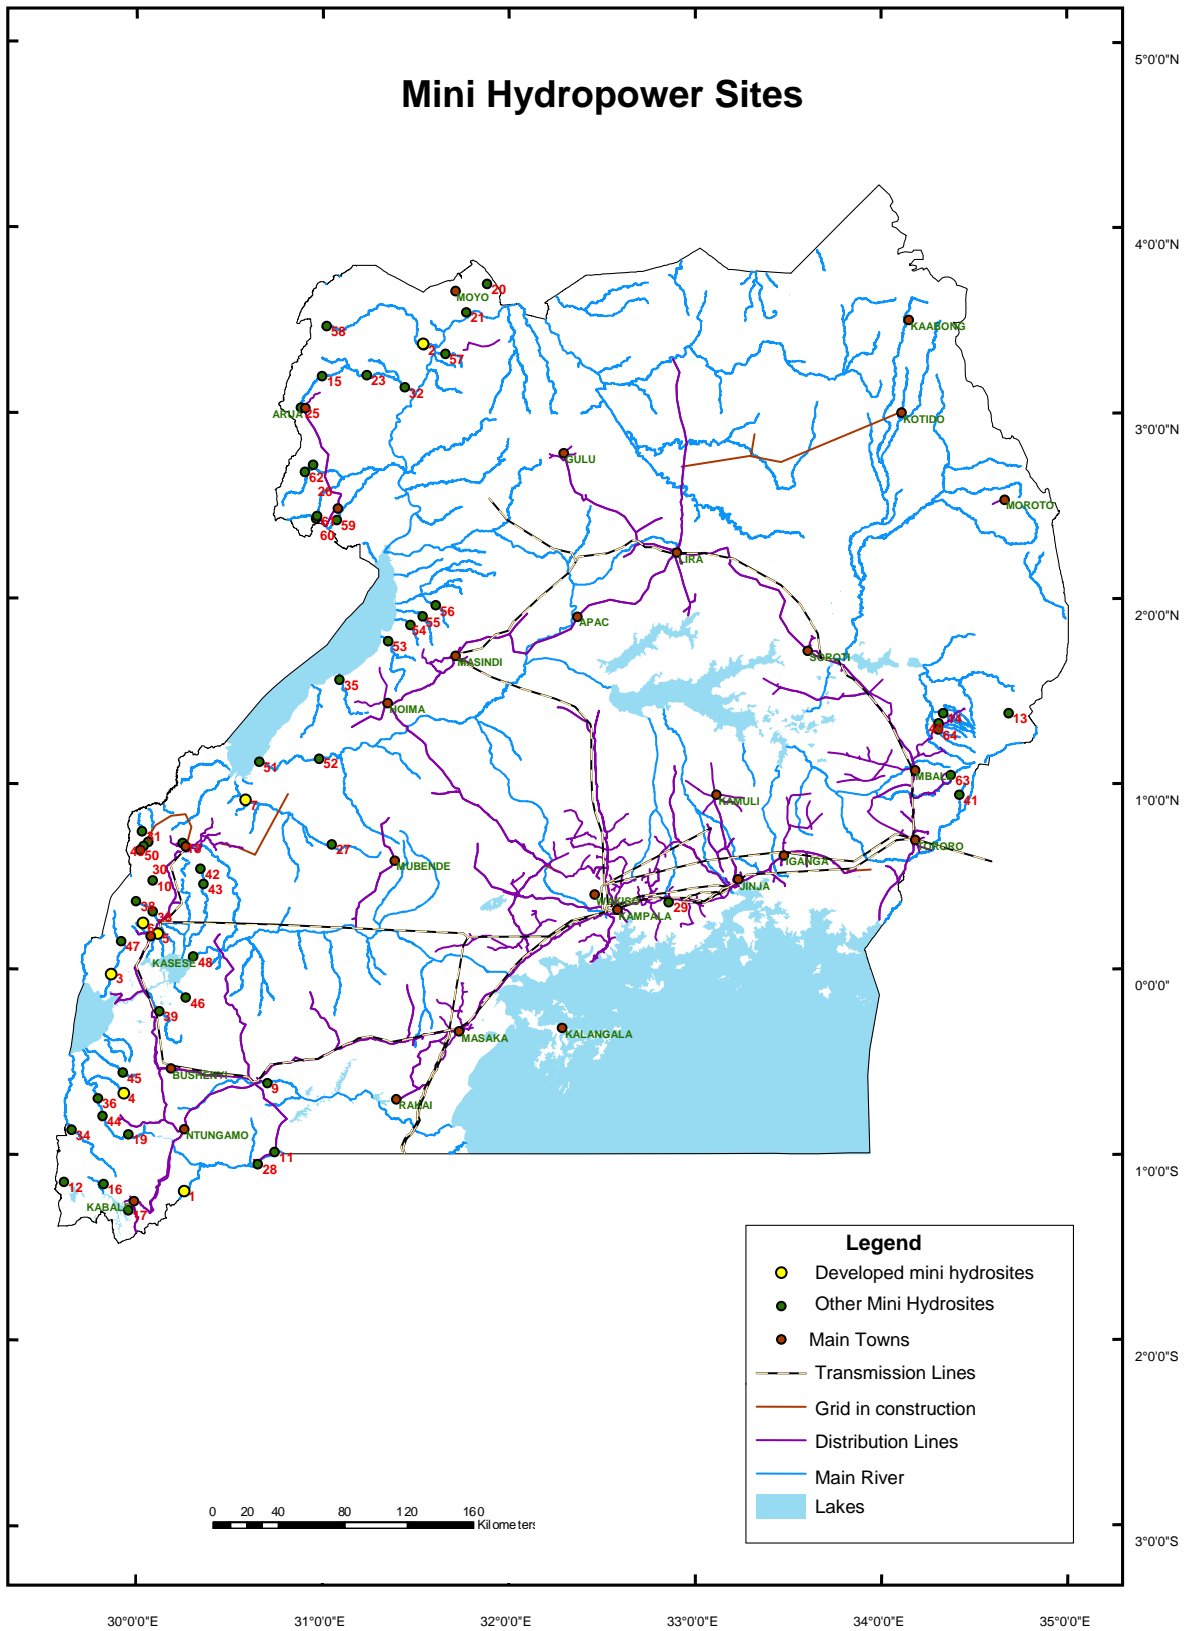 Mini Hydropower Sites
5°0'0"N
4°0'0"N
20
MOYO
21
58
KAABONG
2
57
15
23
32
ARUA
25
KOTIDO
3°0'0"N
GULU
62
26
MOROTO
61
59
60
LIRA
56
2°0'0"N
55
APAC
54
53
SOROTI
MASINDI
35
HOIMA
13
64
51
52
MBALE
63
1°0'0"N
41
7
KAMULI
TORORO
27
50
MUBENDE
IGANGA
30
42
10
43
JINJA
WAKISO
38
29
KAMPALA
6
5
47
KASESE
48
3
0°0'0"
46
39
KALANGALA
MASAKA
BUSHENYI
45
9
4
36
RAKAI
44
34
19
NTUNGAMO
11
28
1°0'0"S
12
16
1
KABALE
17
Legend
Developed mini hydrosites
Other Mini Hydrosites
Main Towns
2°0'0"S
Transmission Lines
Grid in construction
Distribution Lines
Main River
Lakes
0 20 40 80 120 160
Kilometers
3°0'0"S
30°0'0"E 31°0'0"E 32°0'0"E 33°0'0"E 34°0'0"E 35°0'0"E